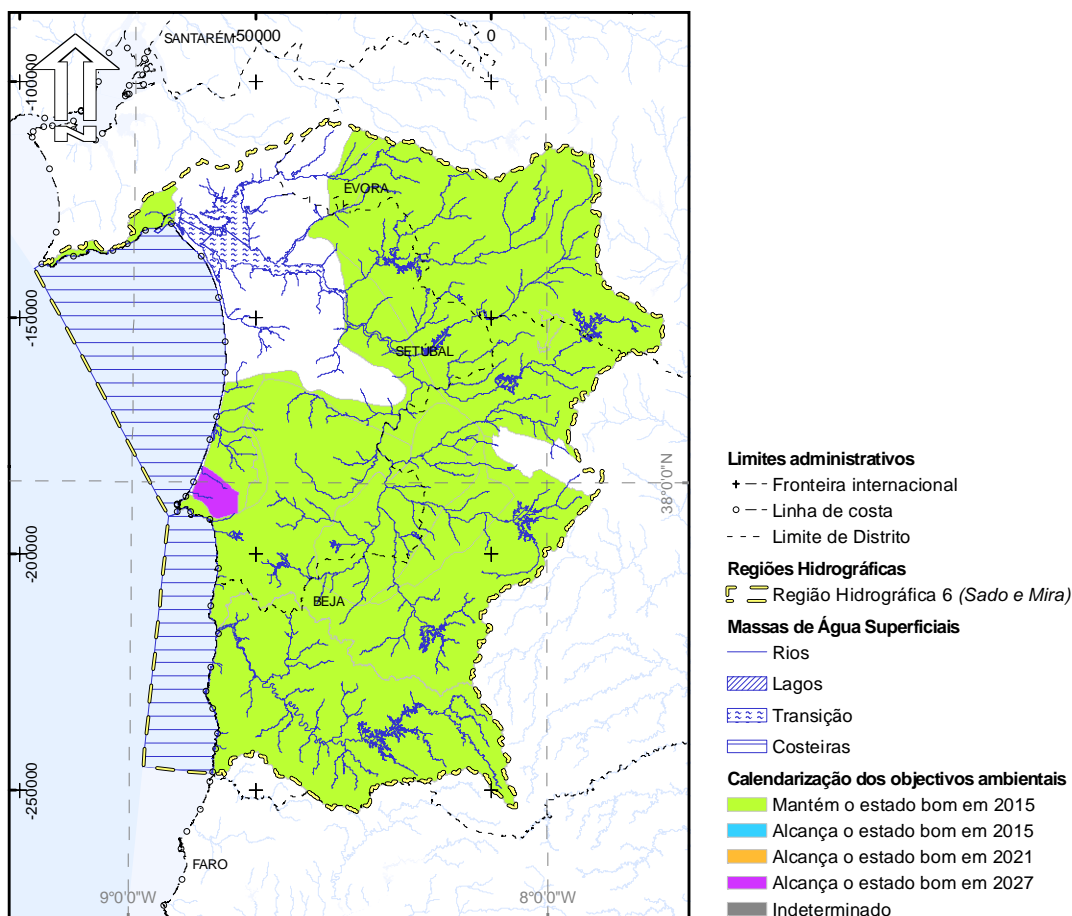 SANTARÉM
-50000
0
-100000
N
ÉVORA
-150000
SETÚBAL
38°0'0"N
-200000
BEJA
-250000
FARO
9°0'0"W
8°0'0"W
Limites administrativos
Fronteira internacional
Linha de costa
Limite de Distrito
Regiões Hidrográficas
Região Hidrográfica 6 (Sado e Mira)
Massas de Água Superficiais
Rios
Lagos
Transição
Costeiras
Calendarização dos objectivos ambientais
Mantém o estado bom em 2015
Alcança o estado bom em 2015
Alcança o estado bom em 2021
Alcança o estado bom em 2027
Indeterminado